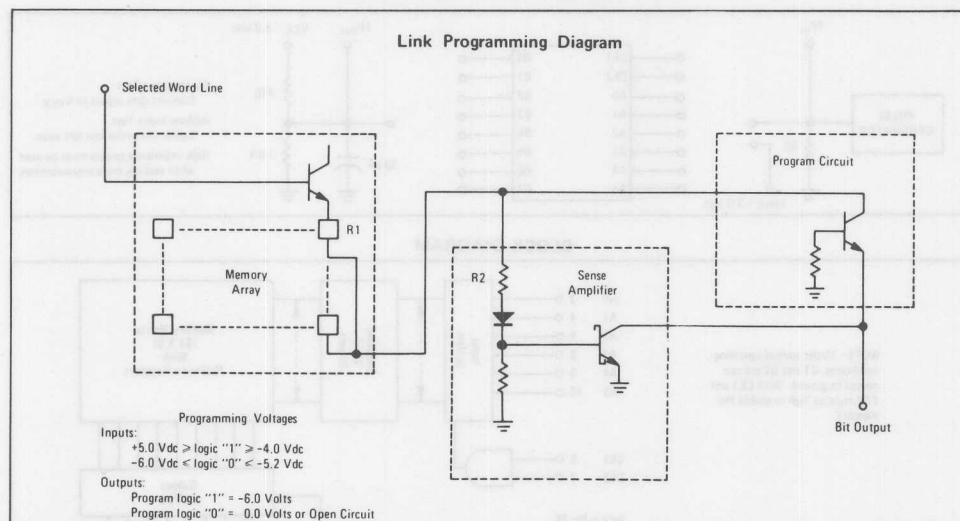 Link Programming Diagram
Selected Word Line
Program Circuit
R1
Memory
Array
R2
Sense
Amplifier
Bit Output
Programming Voltages
Inputs:
+5.0 Vdc ⩾ logic "1" ⩾ -4.0 Vdc
-6.0 Vdc ⩽ logic "0" ⩽ -5.2 Vdc
Outputs:
Program logic "1" = -6.0 Volts
Program logic "0" = 0.0 Volts or Open Circuit